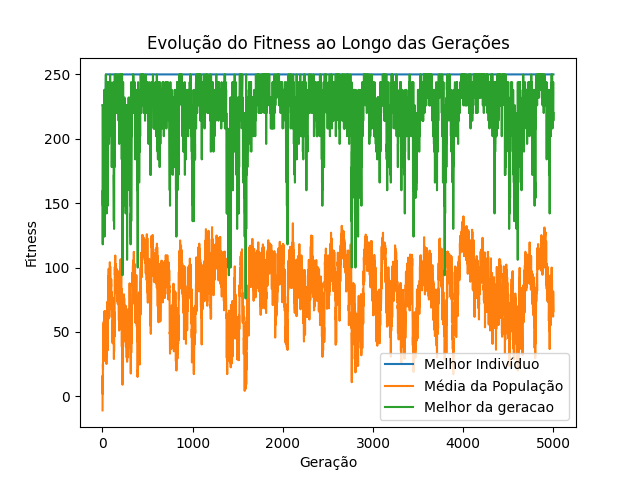 Evolução do Fitness ao Longo das Gerações
Fitness
250
200
150
100
50
0
0 1000 2000 3000 4000 5000
Geração
Melhor Indivíduo
Média da População
Melhor da geracao